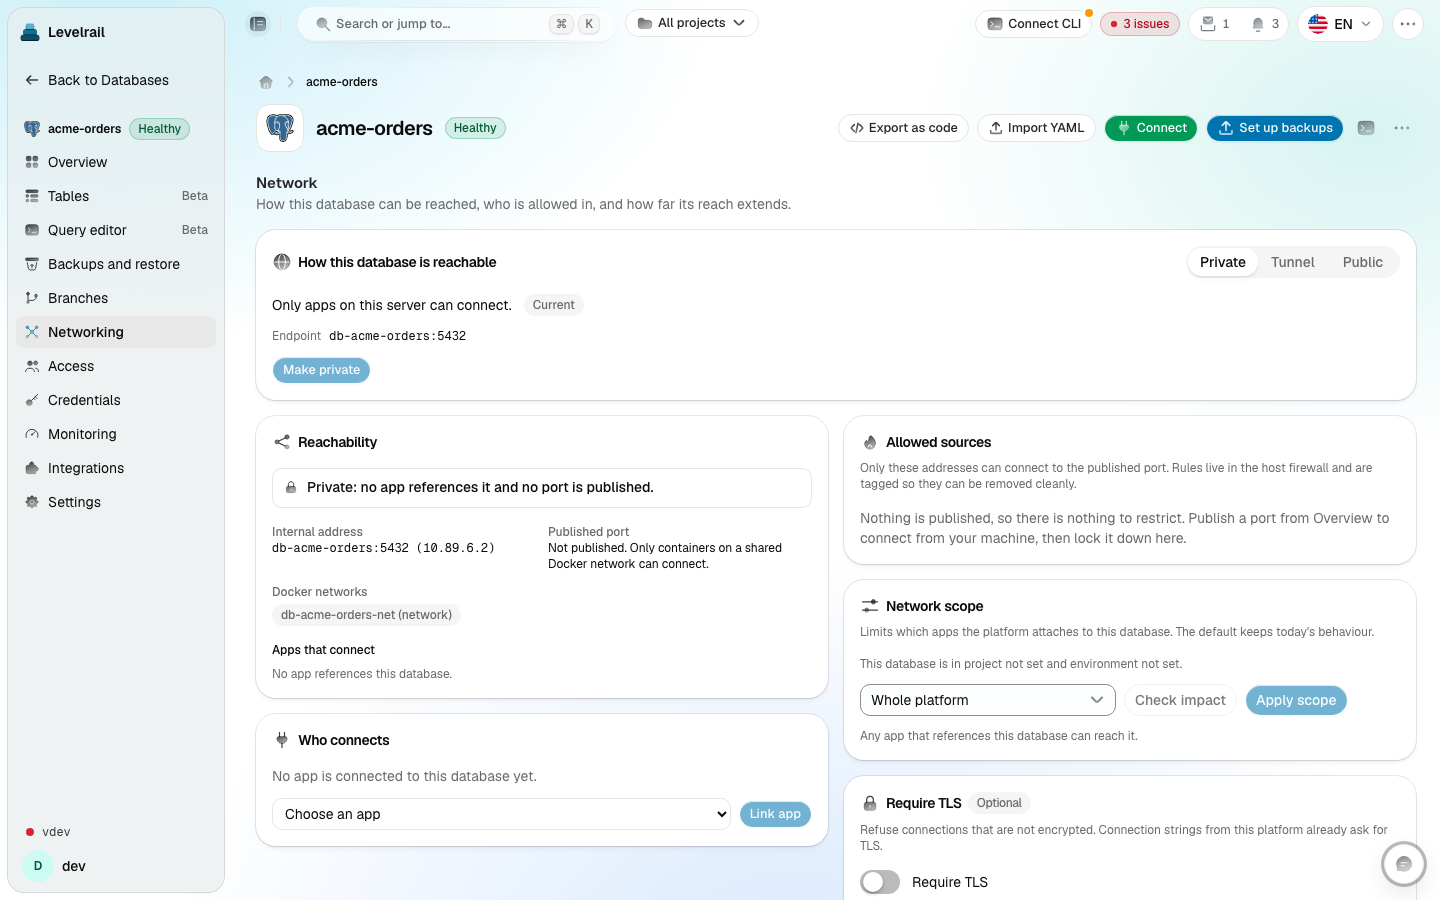 Levelrail
Search or jump to...
⌘ K
All projects
Connect CLI
3 issues
1
3
EN
Back to Databases
acme-orders
acme-orders Healthy
acme-orders
Healthy
Export as code
Import YAML
Connect
Set up backups
Overview
Tables Beta
Query editor Beta
Backups and restore
Branches
Networking
Access
Credentials
Monitoring
Integrations
Settings
vdev
D dev
Network
How this database can be reached, who is allowed in, and how far its reach extends.
How this database is reachable
Private Tunnel Public
Only apps on this server can connect. Current
Endpoint db-acme-orders:5432
Make private
Reachability
Private: no app references it and no port is published.
Internal address
db-acme-orders:5432 (10.89.6.2)
Published port
Not published. Only containers on a shared
Docker network can connect.
Docker networks
db-acme-orders-net (network)
Apps that connect
No app references this database.
Who connects
No app is connected to this database yet.
Choose an app
Link app
Allowed sources
Only these addresses can connect to the published port. Rules live in the host firewall and are
tagged so they can be removed cleanly.
Nothing is published, so there is nothing to restrict. Publish a port from Overview to
connect from your machine, then lock it down here.
Network scope
Limits which apps the platform attaches to this database. The default keeps today's behaviour.
This database is in project not set and environment not set.
Whole platform
Check impact
Apply scope
Any app that references this database can reach it.
Require TLS Optional
Refuse connections that are not encrypted. Connection strings from this platform already ask for
TLS.
Require TLS